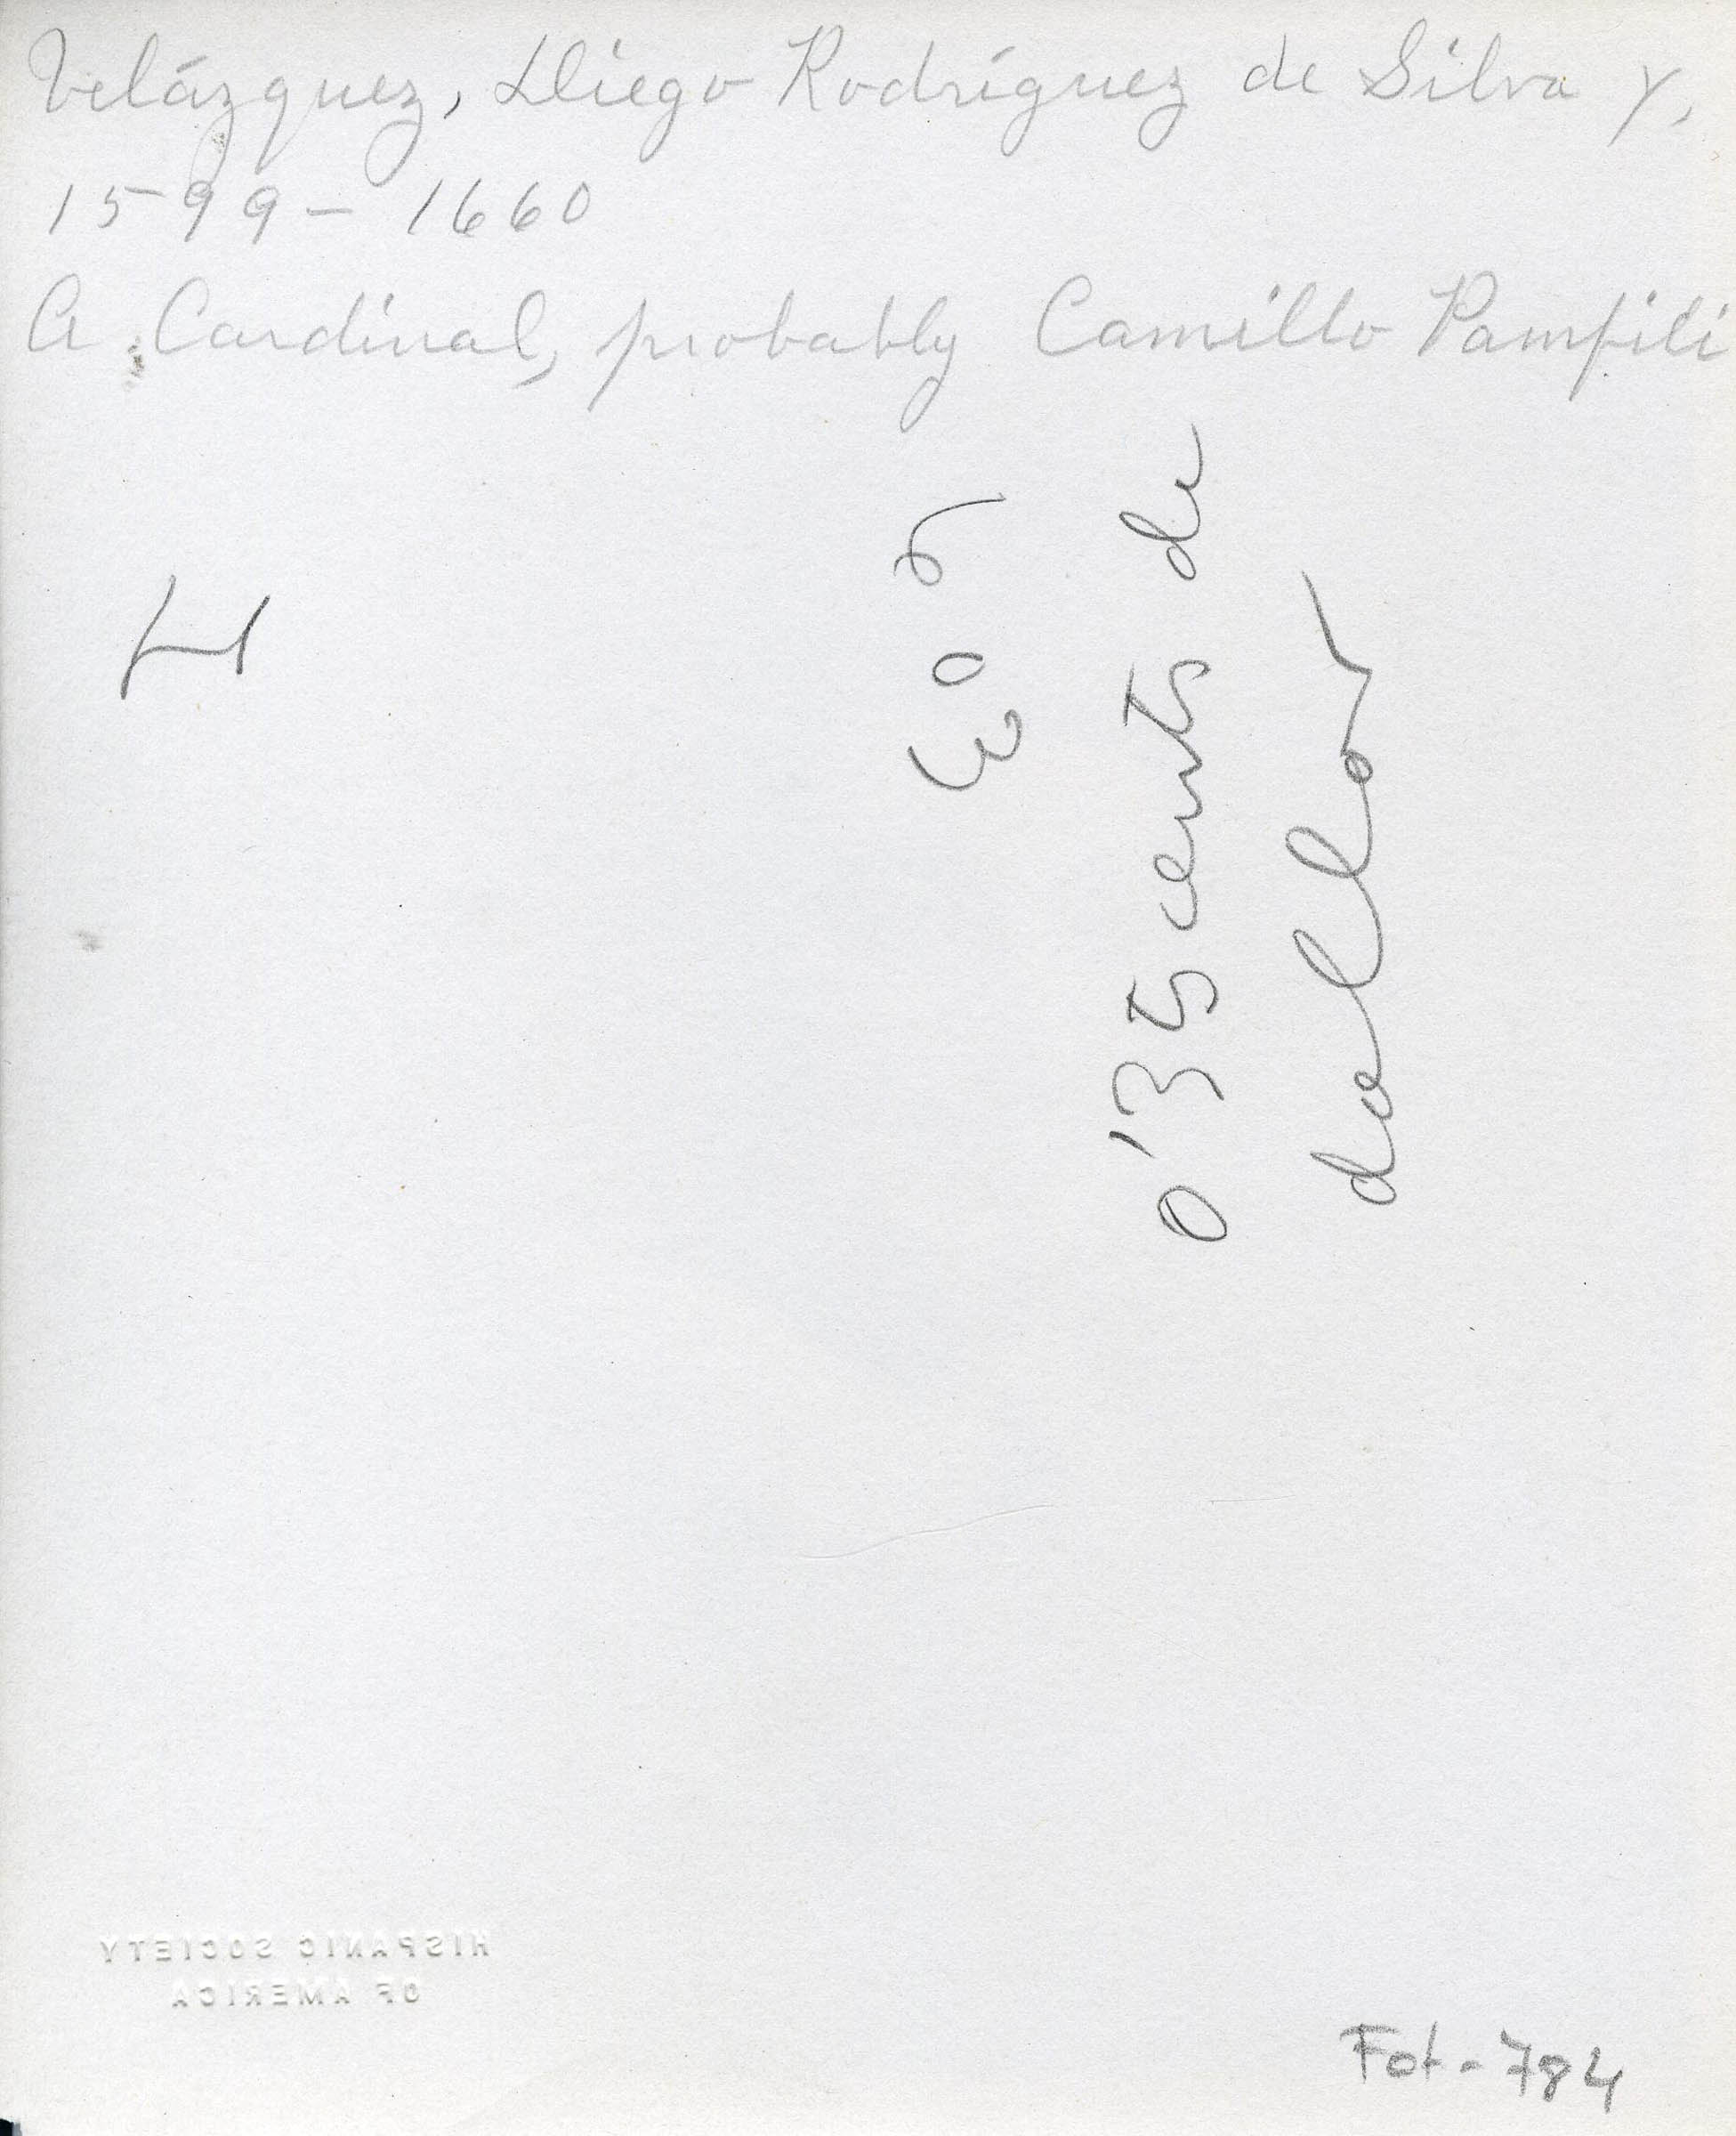 Velázquez, Diego Rodríguez de Silva y,
1599 - 1660
A Cardinal, probably Camillo Pamfili
603
0'35 cents de
dollar
HISPANIC SOCIETY
OF AMERICA
Fot - 784